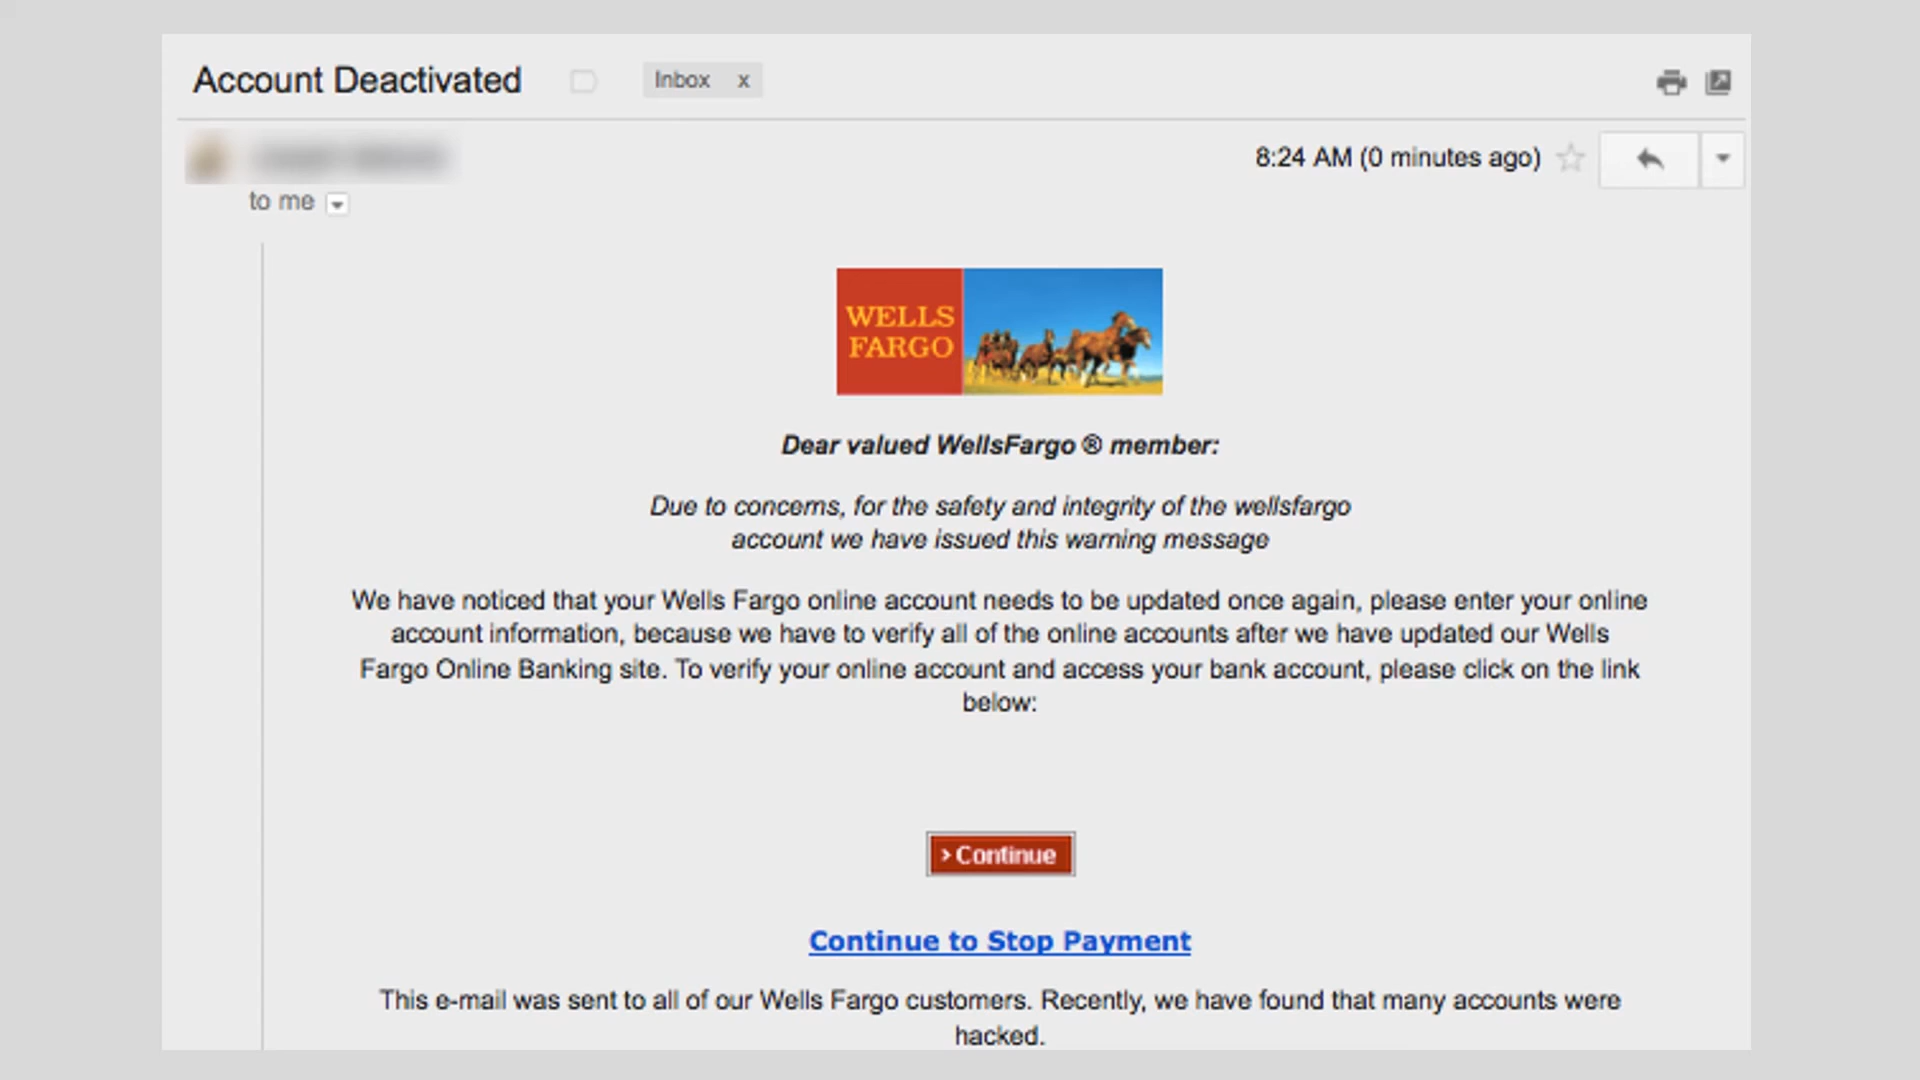 Account Deactivated
Inbox x
8:24 AM (0 minutes ago)
to me
WELLS
FARGO
Dear valued WellsFargo ® member:
Due to concerns, for the safety and integrity of the wellsfargo
account we have issued this warning message
We have noticed that your Wells Fargo online account needs to be updated once again, please enter your online
account information, because we have to verify all of the online accounts after we have updated our Wells
Fargo Online Banking site. To verify your online account and access your bank account, please click on the link
below:
› Continue
Continue to Stop Payment
This e-mail was sent to all of our Wells Fargo customers. Recently, we have found that many accounts were
hacked.